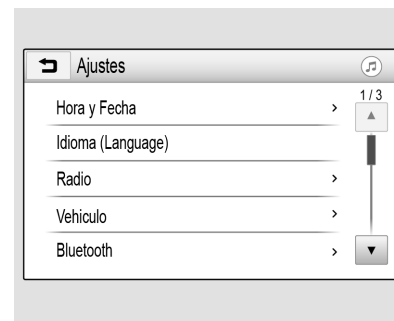 Ajustes
1 / 3
Hora y Fecha
Idioma (Language)
Radio
Vehiculo
Bluetooth